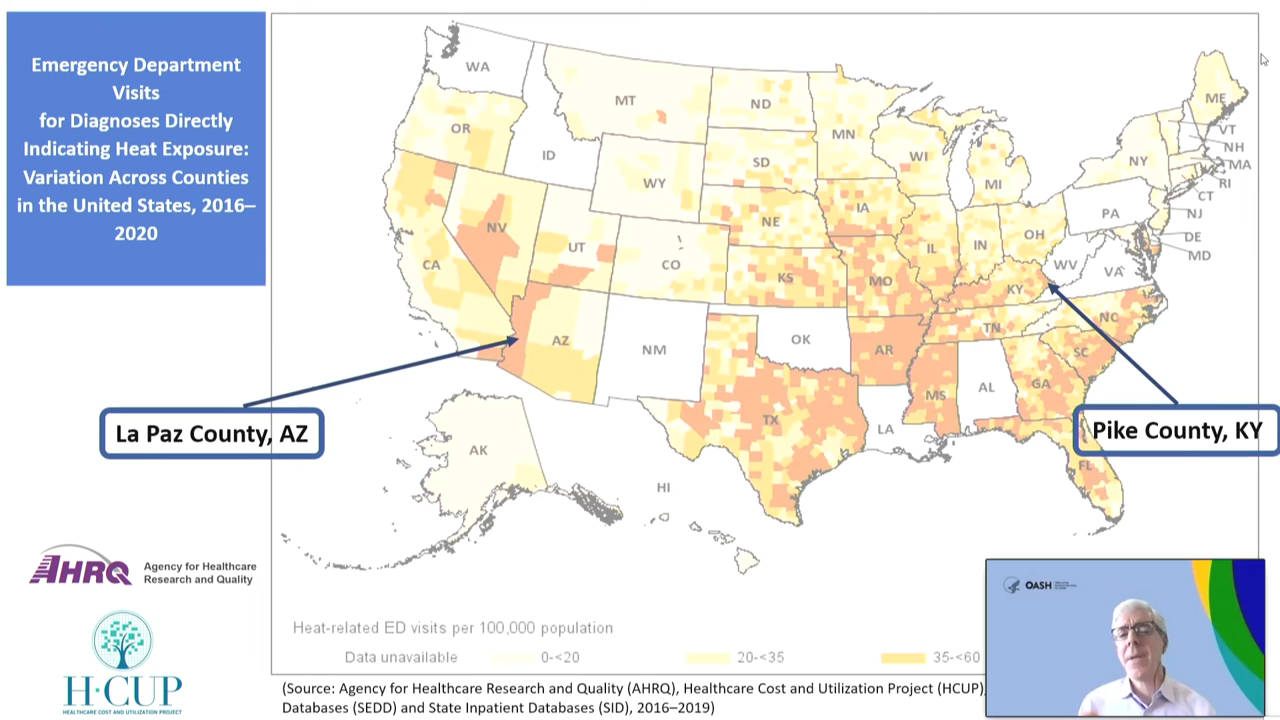 Emergency Department
Visits
for Diagnoses Directly
Indicating Heat Exposure:
Variation Across Counties
in the United States, 2016–
2020
WA
MT
ND
MN
ME
OR
ID
SD
WI
MI
NY
VT
NH
MA
RI
CT
WY
NE
IA
PA
NJ
NV
UT
CO
IL
IN
OH
DE
MD
CA
KS
MO
KY
WV
VA
AZ
NM
OK
AR
TN
NC
SC
TX
LA
MS
AL
GA
FL
AK
HI
La Paz County, AZ
Pike County, KY
AHRQ
Agency for Healthcare
Research and Quality
H·CUP
HEALTHCARE COST AND UTILIZATION PROJECT
Heat-related ED visits per 100,000 population
Data unavailable
0-<20
20-<35
35-<60
(Source: Agency for Healthcare Research and Quality (AHRQ), Healthcare Cost and Utilization Project (HCUP),
Databases (SEDD) and State Inpatient Databases (SID), 2016–2019)
OASH